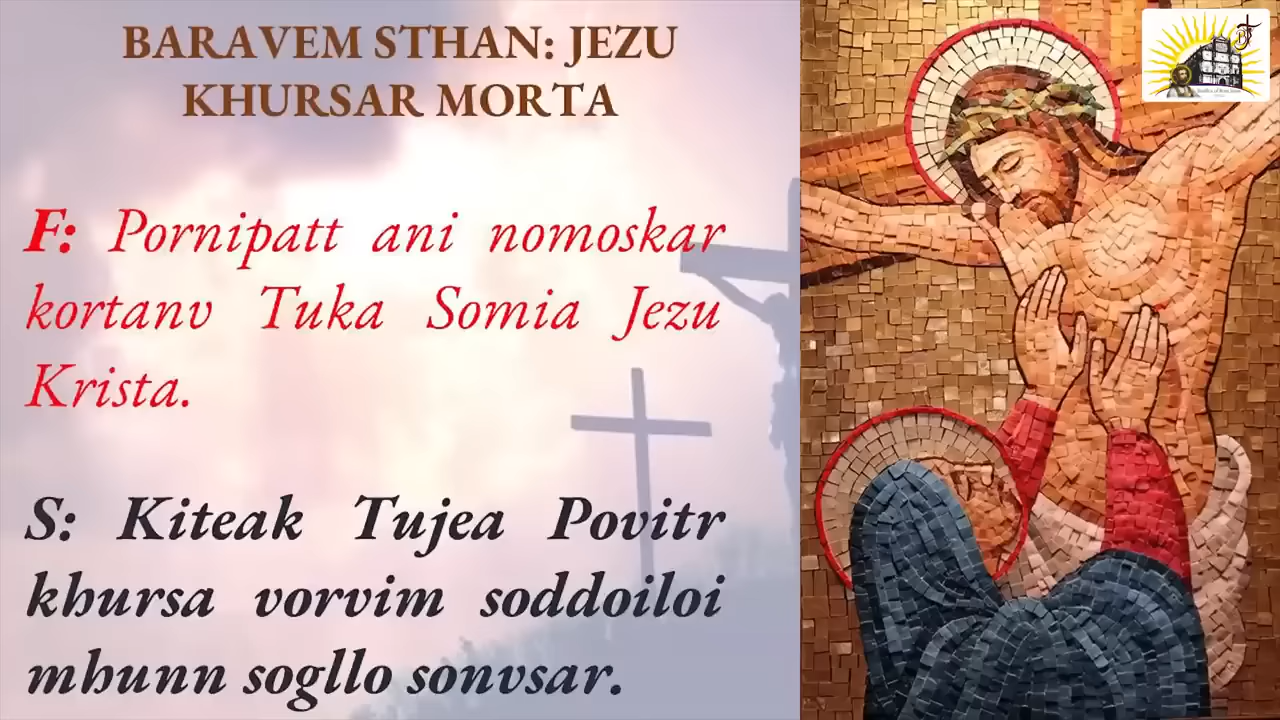 BARAVEM STHAN: JEZU
KHURSAR MORTA
F: Pornipatt ani nomoskar
kortanv Tuka Somia Jezu
Krista.
S: Kiteak Tujea Povitr
khursa vorvim soddoiloi
mhunn sogllo sonvsar.